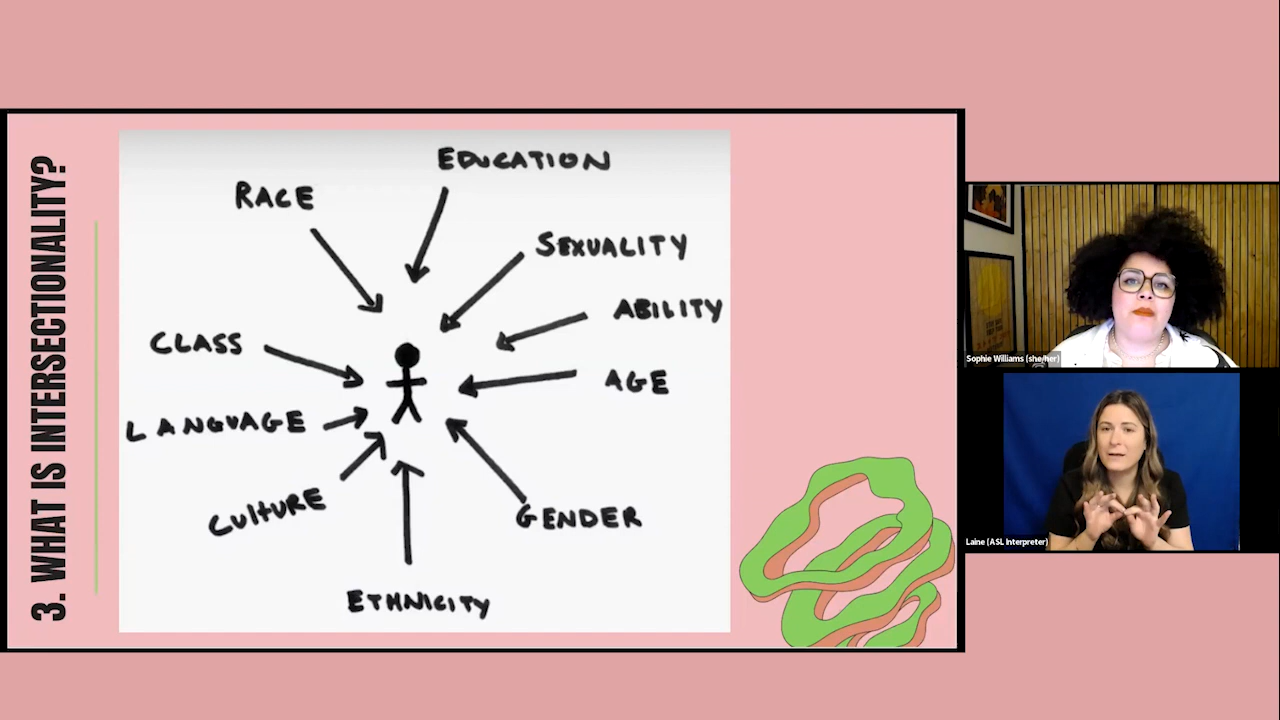 3. WHAT IS INTERSECTIONALITY?
EDUCATION
RACE
SEXUALITY
ABILITY
CLASS
AGE
LANGUAGE
CULTURE
GENDER
ETHNICITY
Sophie Williams (she/her)
Laine (ASL Interpreter)